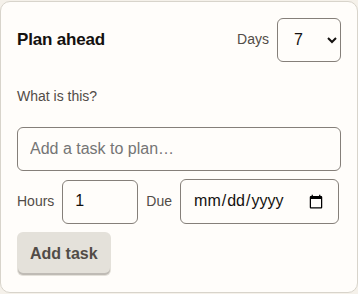 Plan ahead Days 7
What is this?
Add a task to plan…
Hours 1 Due mm/dd/yyyy
Add task